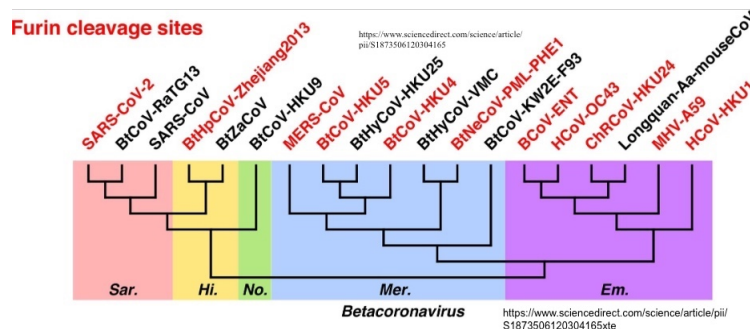 Furin cleavage sites
https://www.sciencedirect.com/science/article/
pii/S1873506120304165
SARS-CoV-2
BtCoV-RaTG13
SARS-CoV
BtHpCoV-Zhejiang2013
BtZaCoV
BtCoV-HKU9
MERS-CoV
BtCoV-HKU5
BtHyCoV-HKU25
BtCoV-HKU4
BtHyCoV-VMC
BtNeCoV-PML-PHE1
BtCoV-KW2E-F93
BCoV-ENT
HCoV-OC43
ChRCoV-HKU24
Longquan-Aa-mouseCoV
MHV-A59
HCoV-HKU1
Sar.
Hi.
No.
Mer.
Em.
Betacoronavirus
https://www.sciencedirect.com/science/article/pii/
S1873506120304165xte